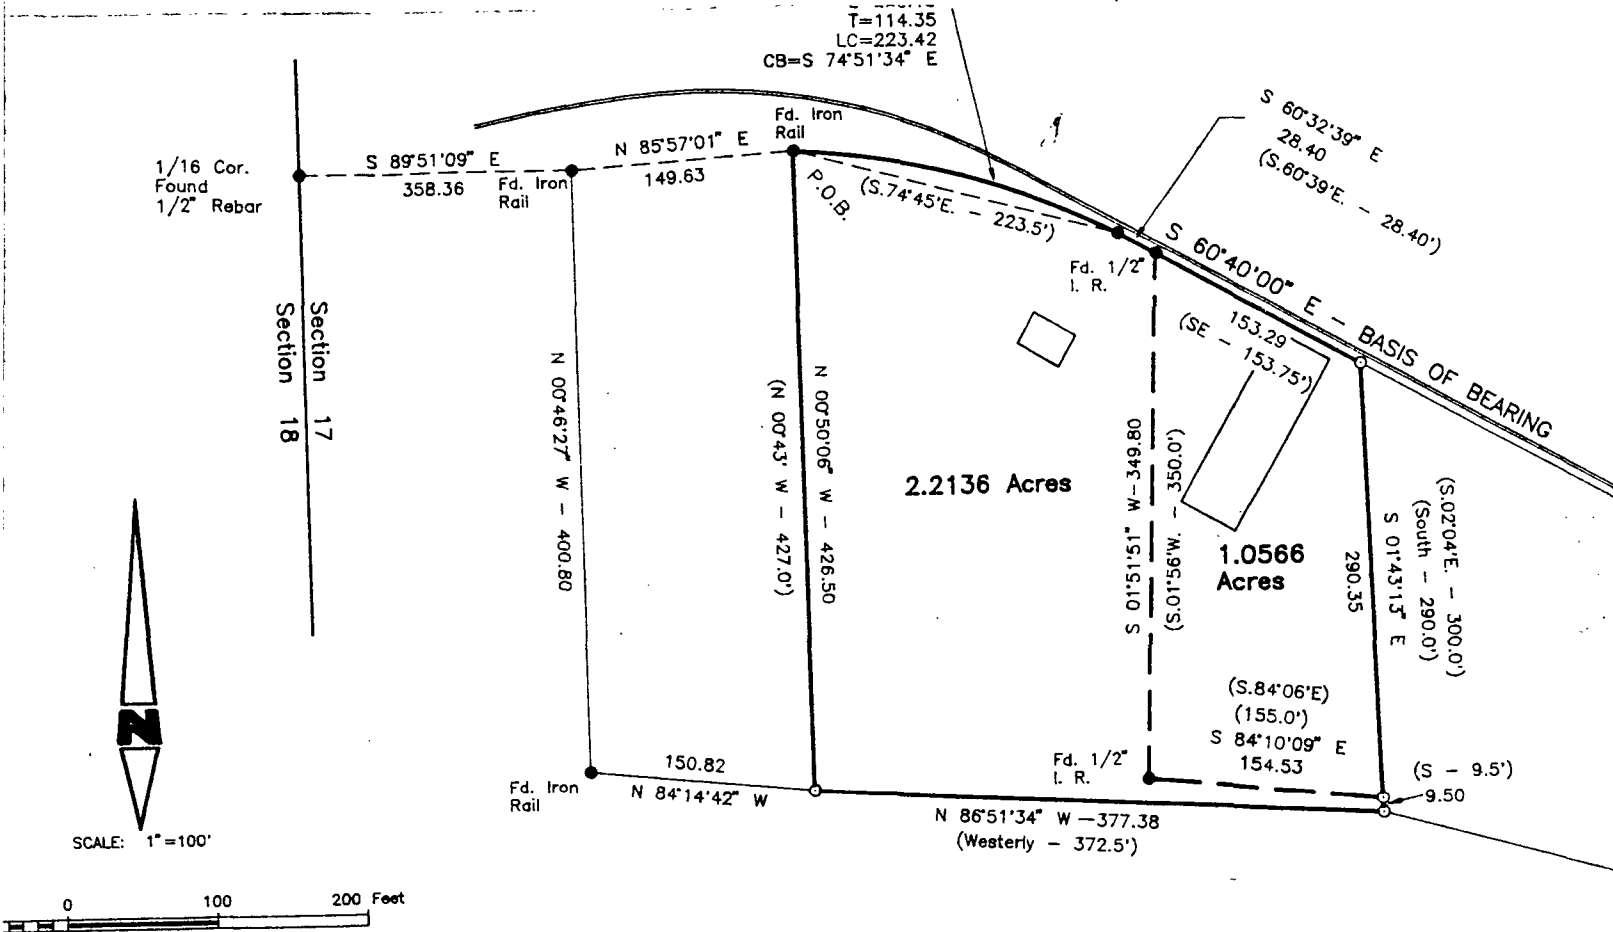 T=114.35
LC=223.42
CB=S 74°51'34" E
S 60°32'39" E
28.40
(S.60°39'E. - 28.40')
1/16 Cor.
Found
1/2" Rebar
S 89°51'09" E
358.36
Fd. Iron
Rail
N 85°57'01" E
149.63
Fd. Iron
Rail
P.O.B.
(S.74°45'E. - 223.5')
Fd. 1/2"
I. R.
S 60°40'00" E - BASIS OF BEARING
153.29
(SE - 153.75')
Section 17
Section 18
N 00°46'27" W - 400.80
N 00°50'06" W - 426.50
(N 00°43' W - 427.0')
2.2136 Acres
S 01°51'51" W-349.80
(S.01°56'W. - 350.0')
1.0566
Acres
(S.02°04'E. - 300.0')
(South - 290.0')
S 01°43'13" E
290.35
(S.84°06'E)
(155.0')
S 84°10'09" E
154.53
Fd. 1/2"
I. R.
(S - 9.5')
9.50
Fd. Iron
Rail
150.82
N 84°14'42" W
N 86°51'34" W -377.38
(Westerly - 372.5')
N
SCALE: 1"=100'
0 100 200 Feet